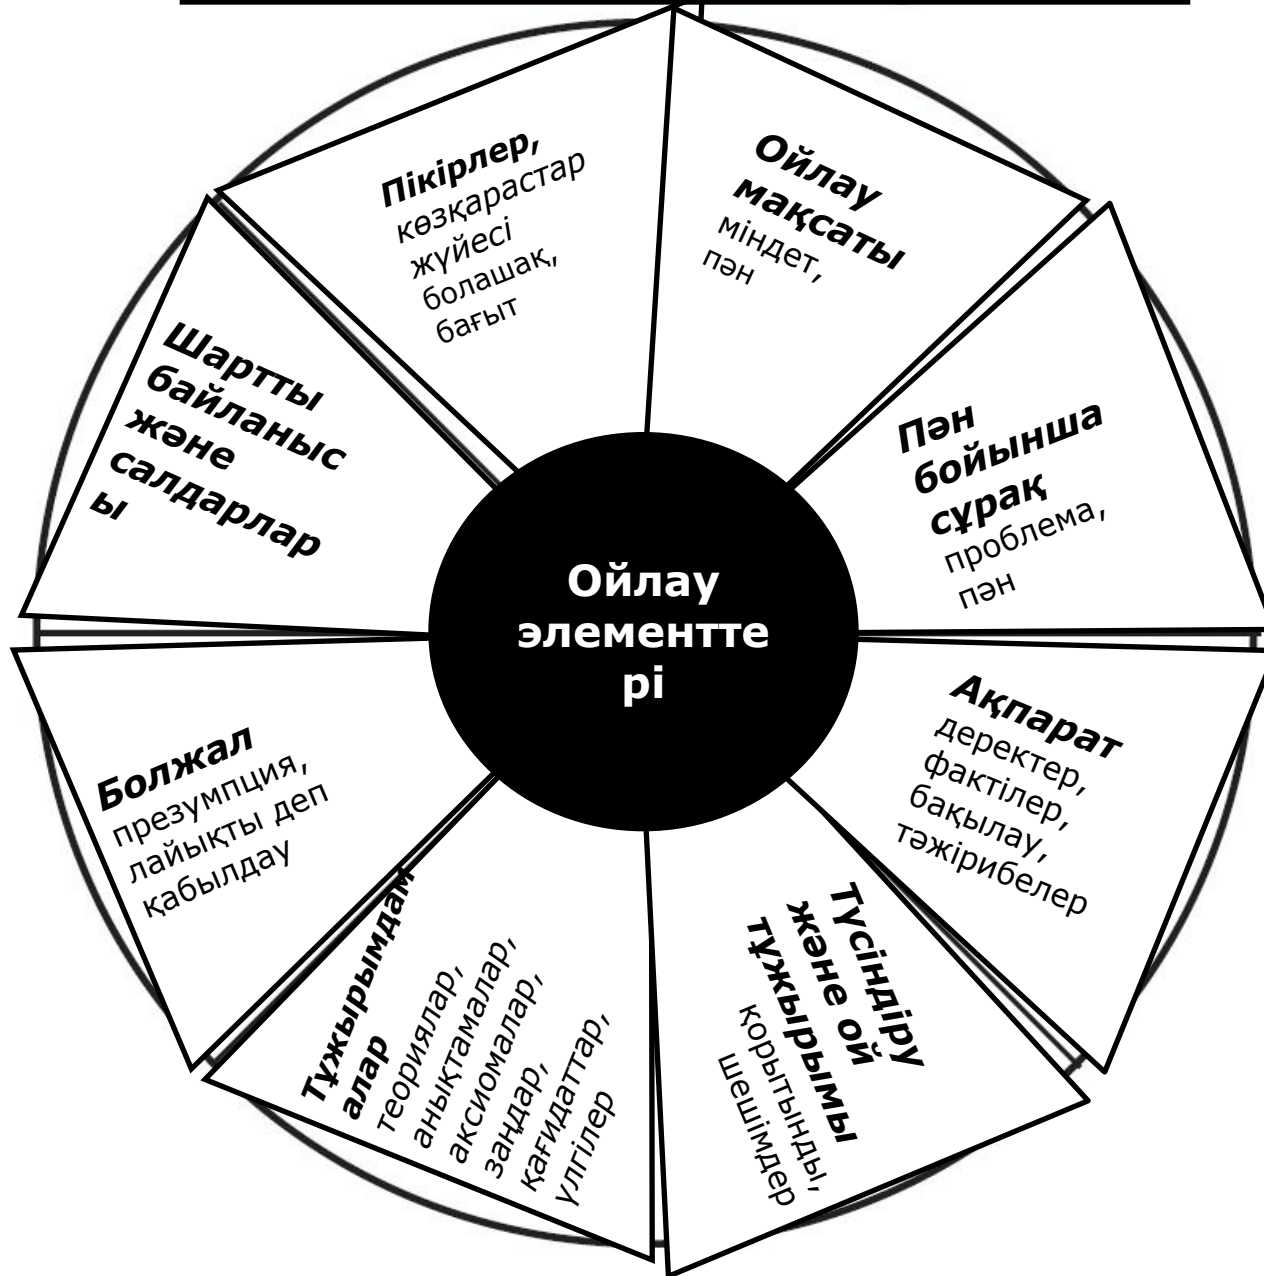 Ойлау
элементте
рі
Ойлау
мақсаты
міндет,
пән
Пән
бойынша
сұрақ
проблема,
пән
Ақпарат
деректер,
фактілер,
бақылау,
тәжірибелер
Түсіндіру
және ой
тұжырымы
қорытынды,
шешімдер
Тұжырымдам
алар
теориялар,
анықтамалар,
аксиомалар,
заңдар,
қағидаттар,
үлгілер
Болжал
презумпция,
лайықты деп
қабылдау
Шартты
байланыс
және
салдарлар
ы
Пікірлер,
көзқарастар
жүйесі
болашақ,
бағыт